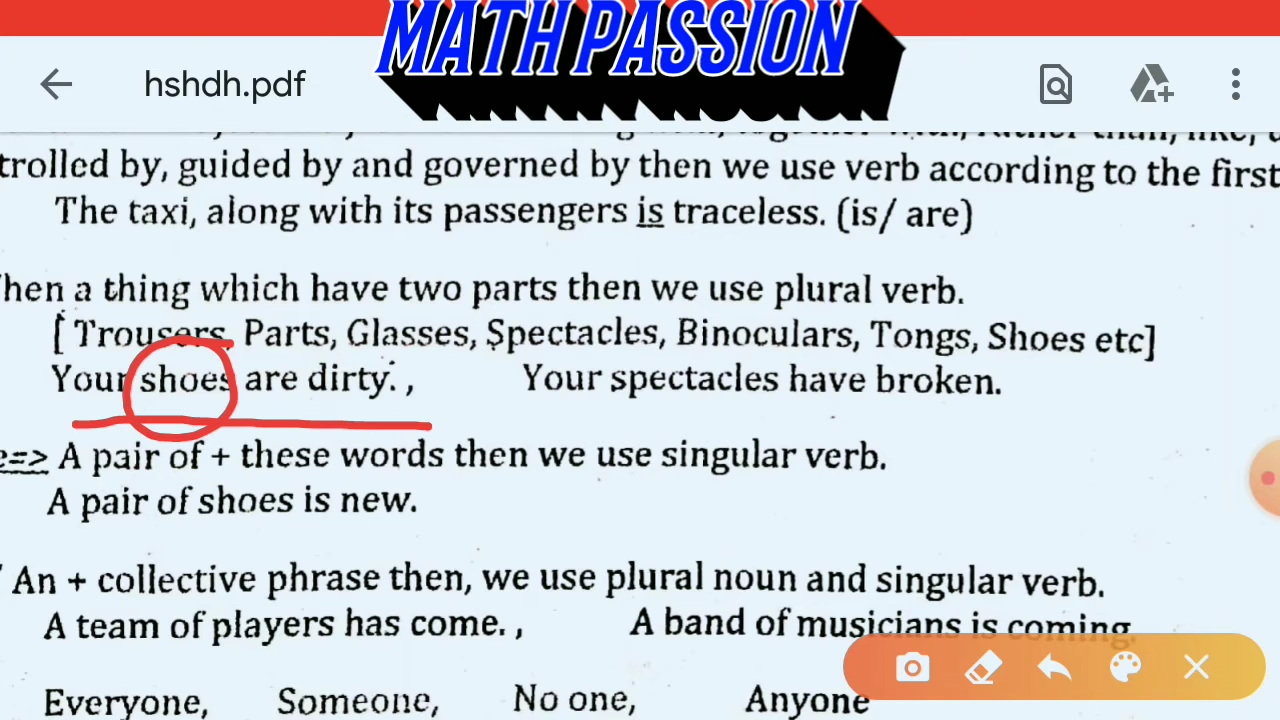 MATH PASSION
hshdh.pdf
trolled by, guided by and governed by then we use verb according to the first
The taxi, along with its passengers is traceless. (is/ are)
hen a thing which have two parts then we use plural verb.
[ Trousers, Parts, Glasses, Spectacles, Binoculars, Tongs, Shoes etc]
Your shoes are dirty. , Your spectacles have broken.
e=> A pair of + these words then we use singular verb.
A pair of shoes is new.
An + collective phrase then, we use plural noun and singular verb.
A team of players has come. , A band of musicians is coming.
Everyone, Someone, No one, Anyone